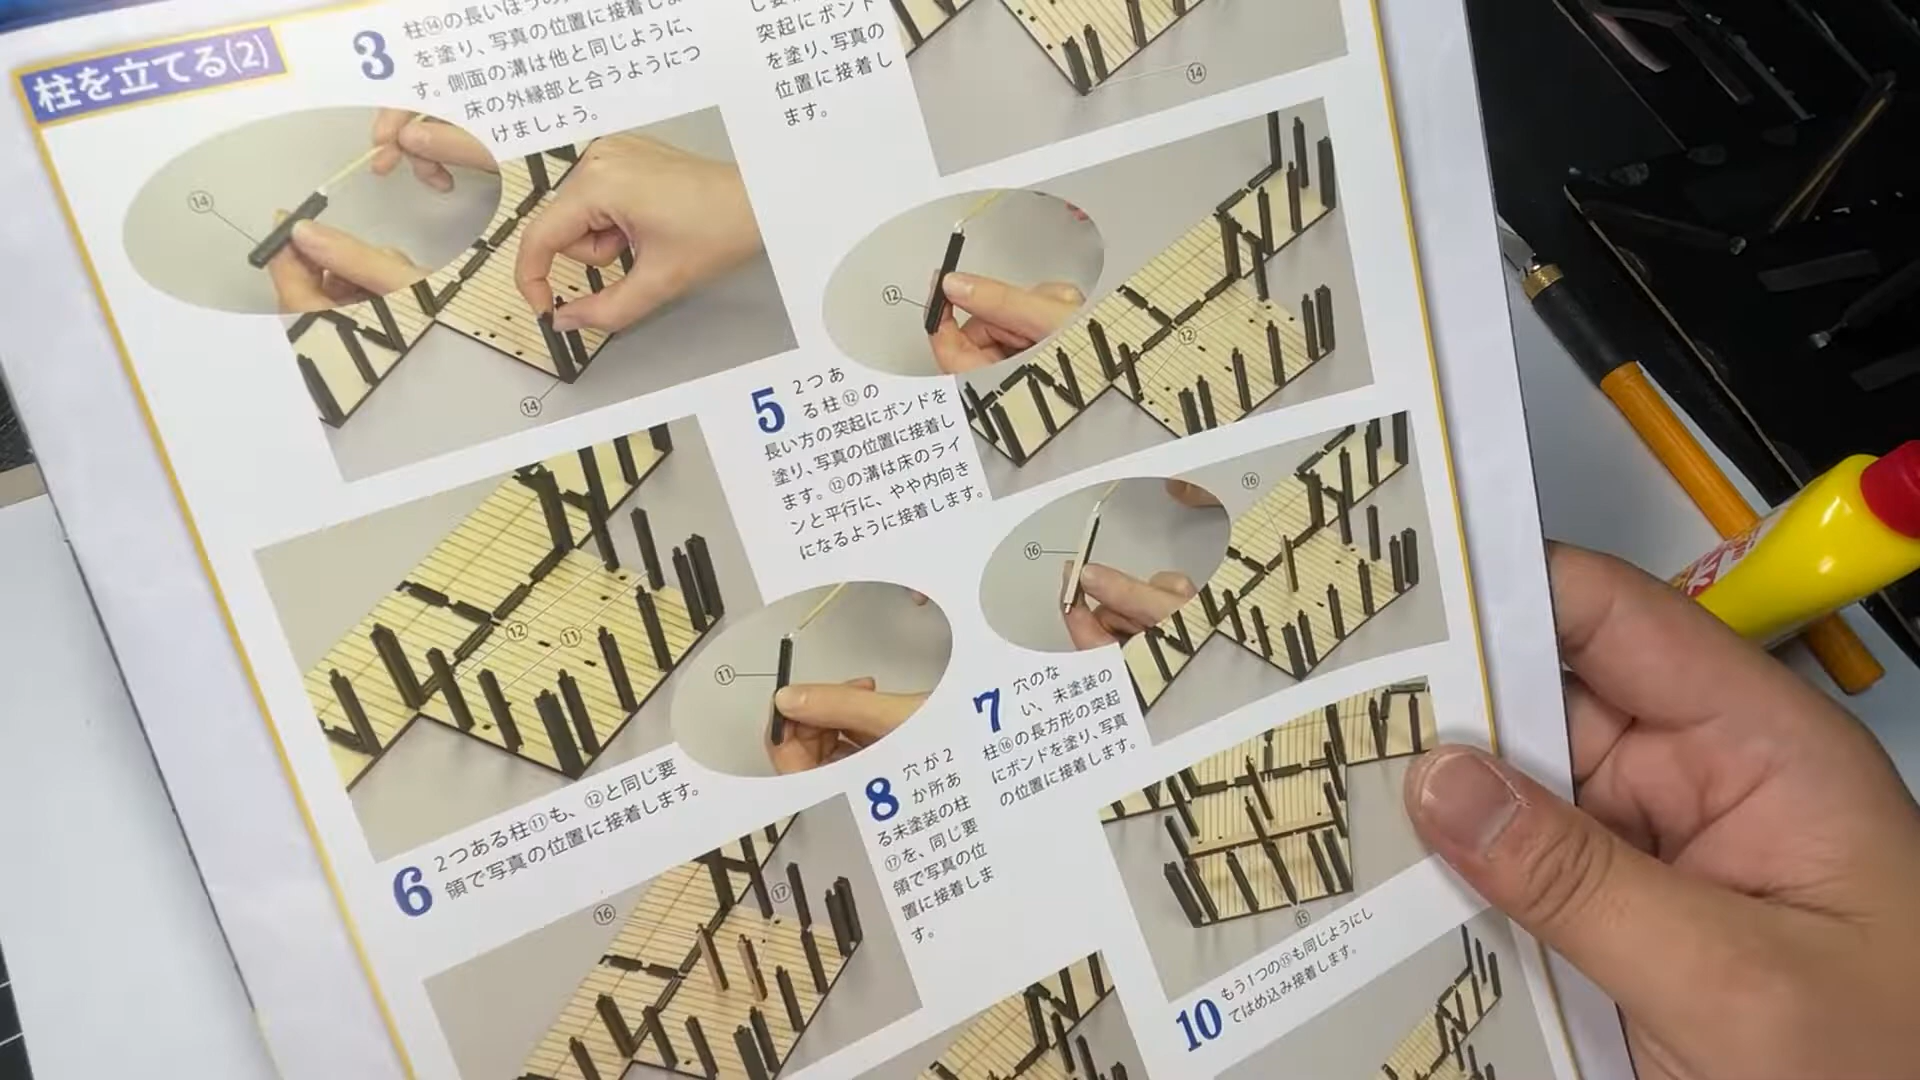 柱を立てる(2)
3
柱⑭の長いほうの
を塗り、写真の位置に接着しま
す。側面の溝は他と同じように、
床の外縁部と合うようにつ
けましょう。
突起にボンド
を塗り、写真の
位置に接着し
ます。
⑭
⑭
⑭
⑫
⑫
5
2つあ
る柱⑫の
長い方の突起にボンドを
塗り、写真の位置に接着し
ます。⑫の溝は床のライ
ンと平行に、やや内向き
になるように接着します。
⑫
⑪
⑪
6
2つある柱⑪も、⑫と同じ要
領で写真の位置に接着します。
⑯
⑯
7
穴のな
い、未塗装の
柱⑯の長方形の突起
にボンドを塗り、写真
の位置に接着します。
8
穴が2
か所あ
る未塗装の柱
⑰を、同じ要
領で写真の位
置に接着しま
す。
⑯
⑰
⑮
10
もう1つの⑮も同じようにし
てはめ込み接着します。